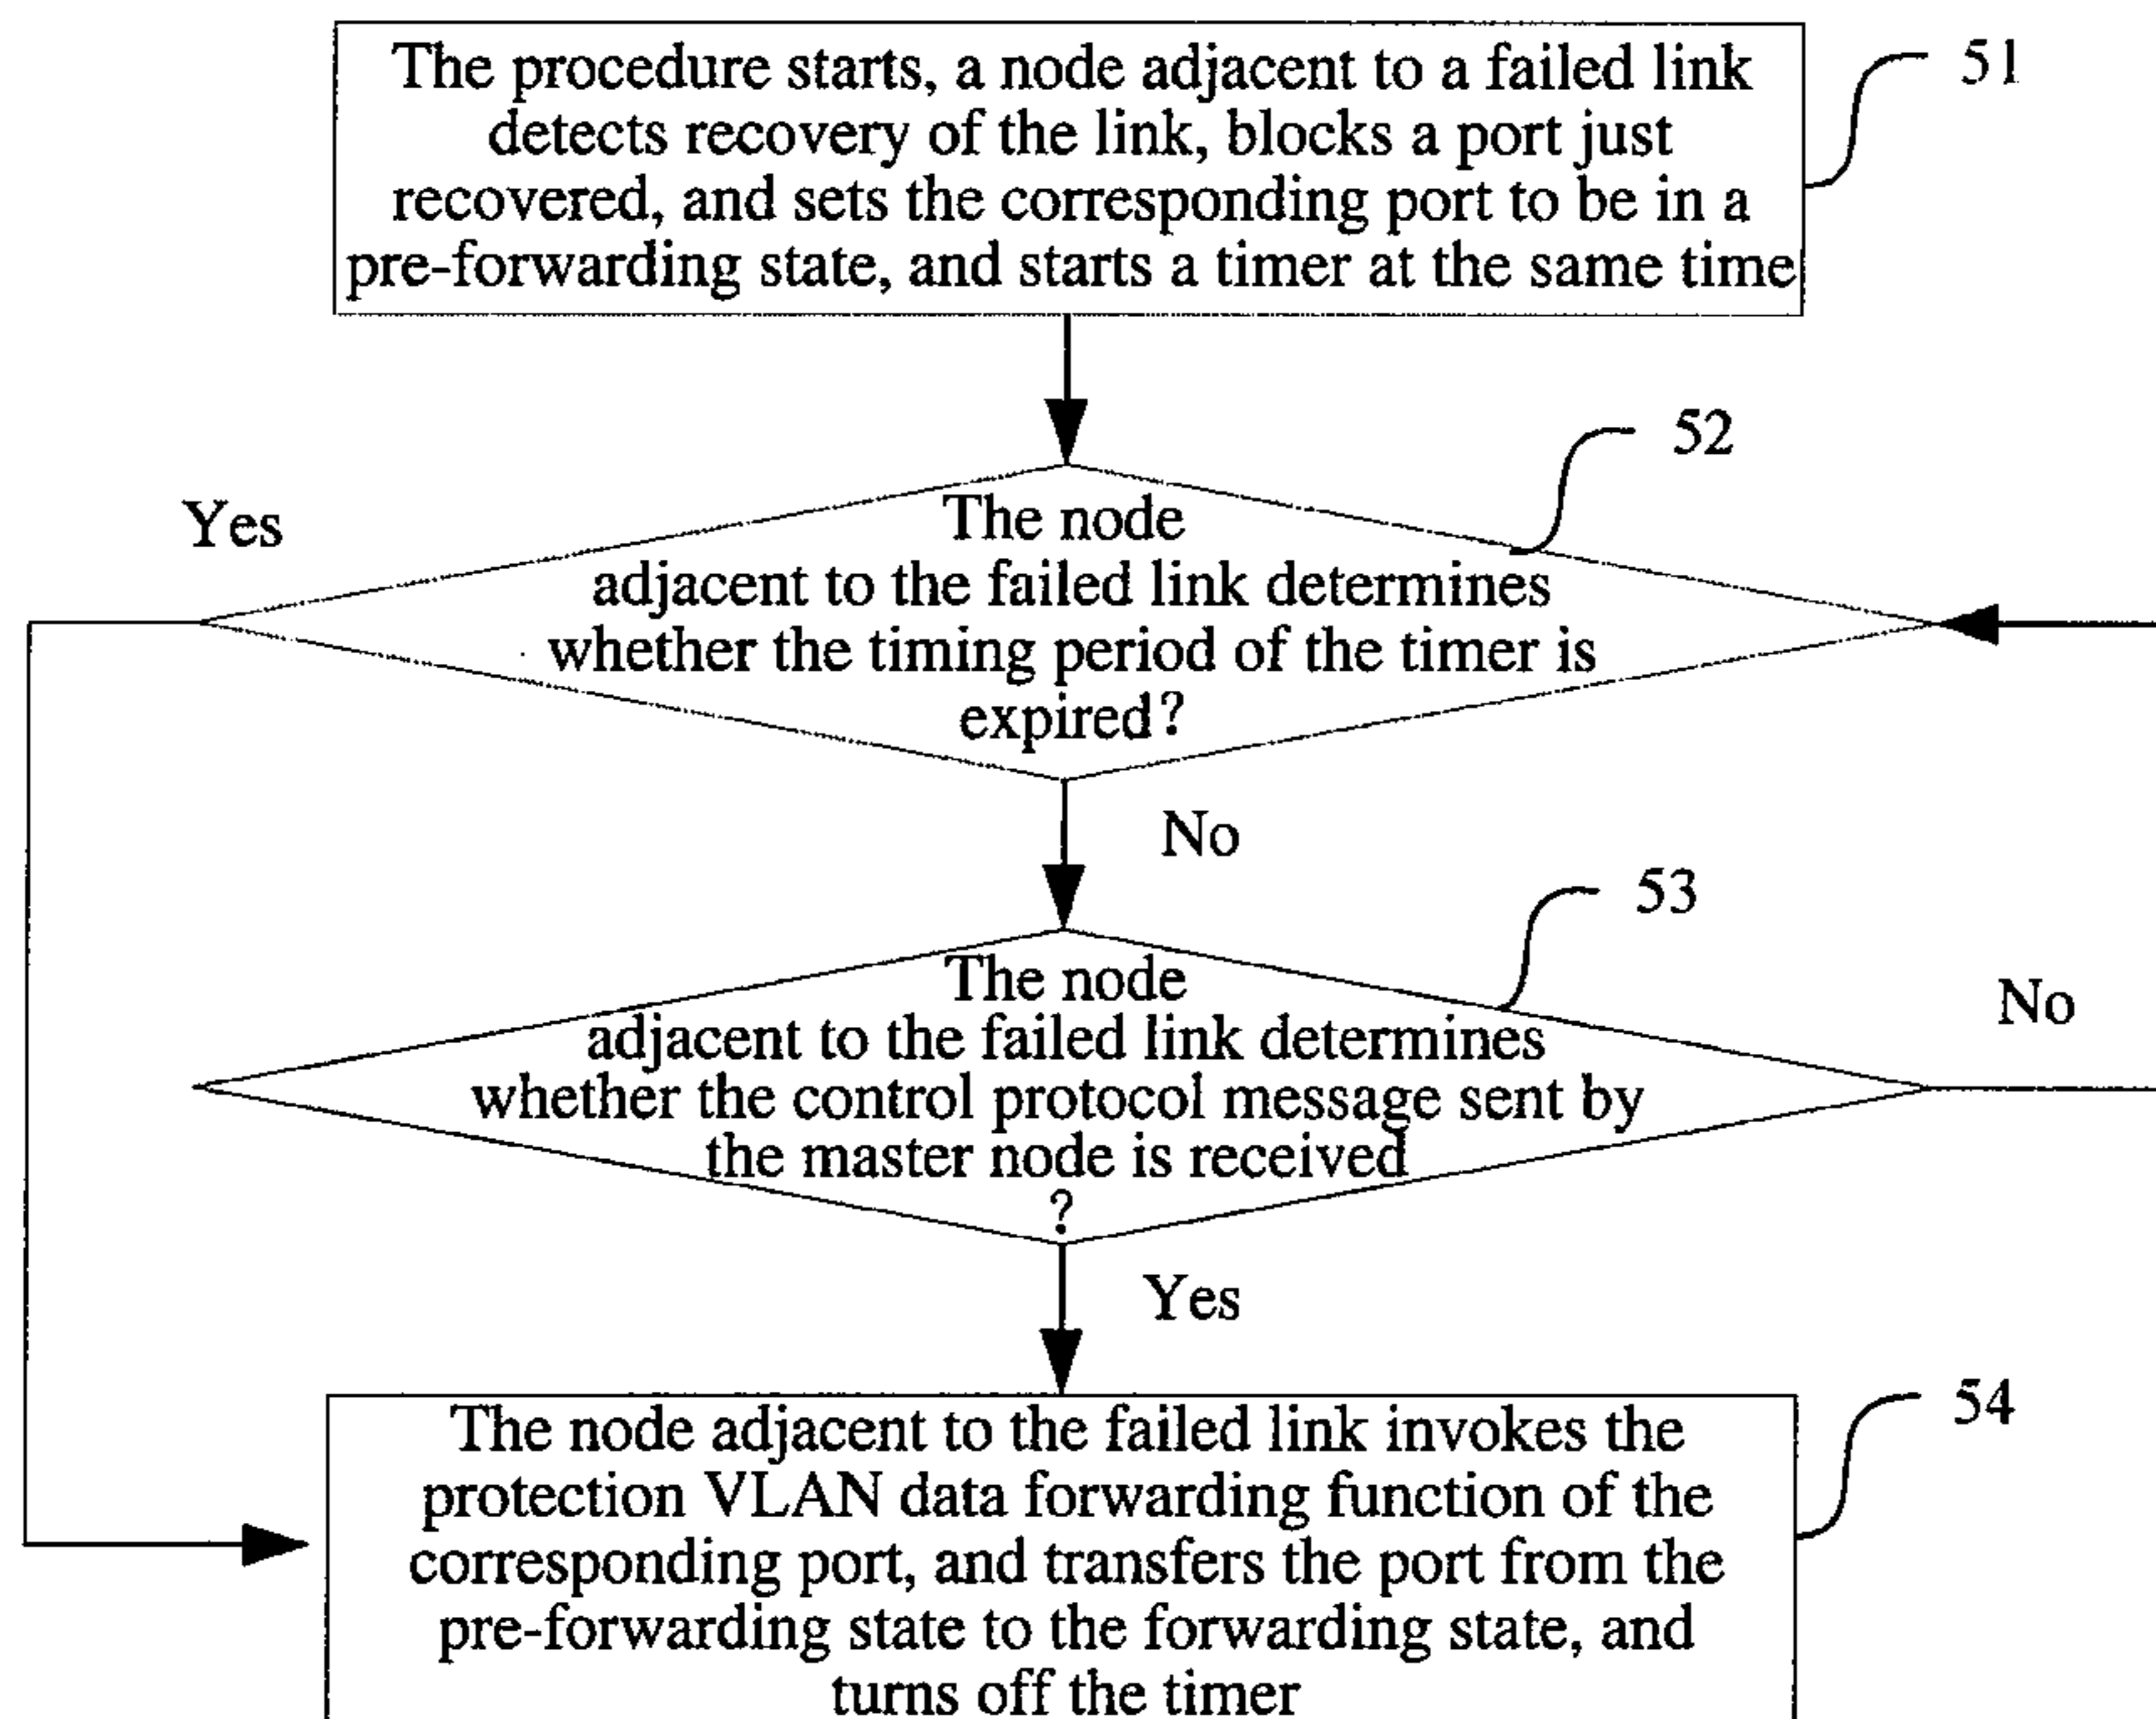 The procedure starts, a node adjacent to a failed link
detects recovery of the link, blocks a port just
recovered, and sets the corresponding port to be in a
pre-forwarding state, and starts a timer at the same time
51
52
Yes
The node
adjacent to the failed link determines
whether the timing period of the timer is
expired?
No
53
The node
adjacent to the failed link determines
whether the control protocol message sent by
the master node is received
?
No
Yes
54
The node adjacent to the failed link invokes the
protection VLAN data forwarding function of the
corresponding port, and transfers the port from the
pre-forwarding state to the forwarding state, and
turns off the timer